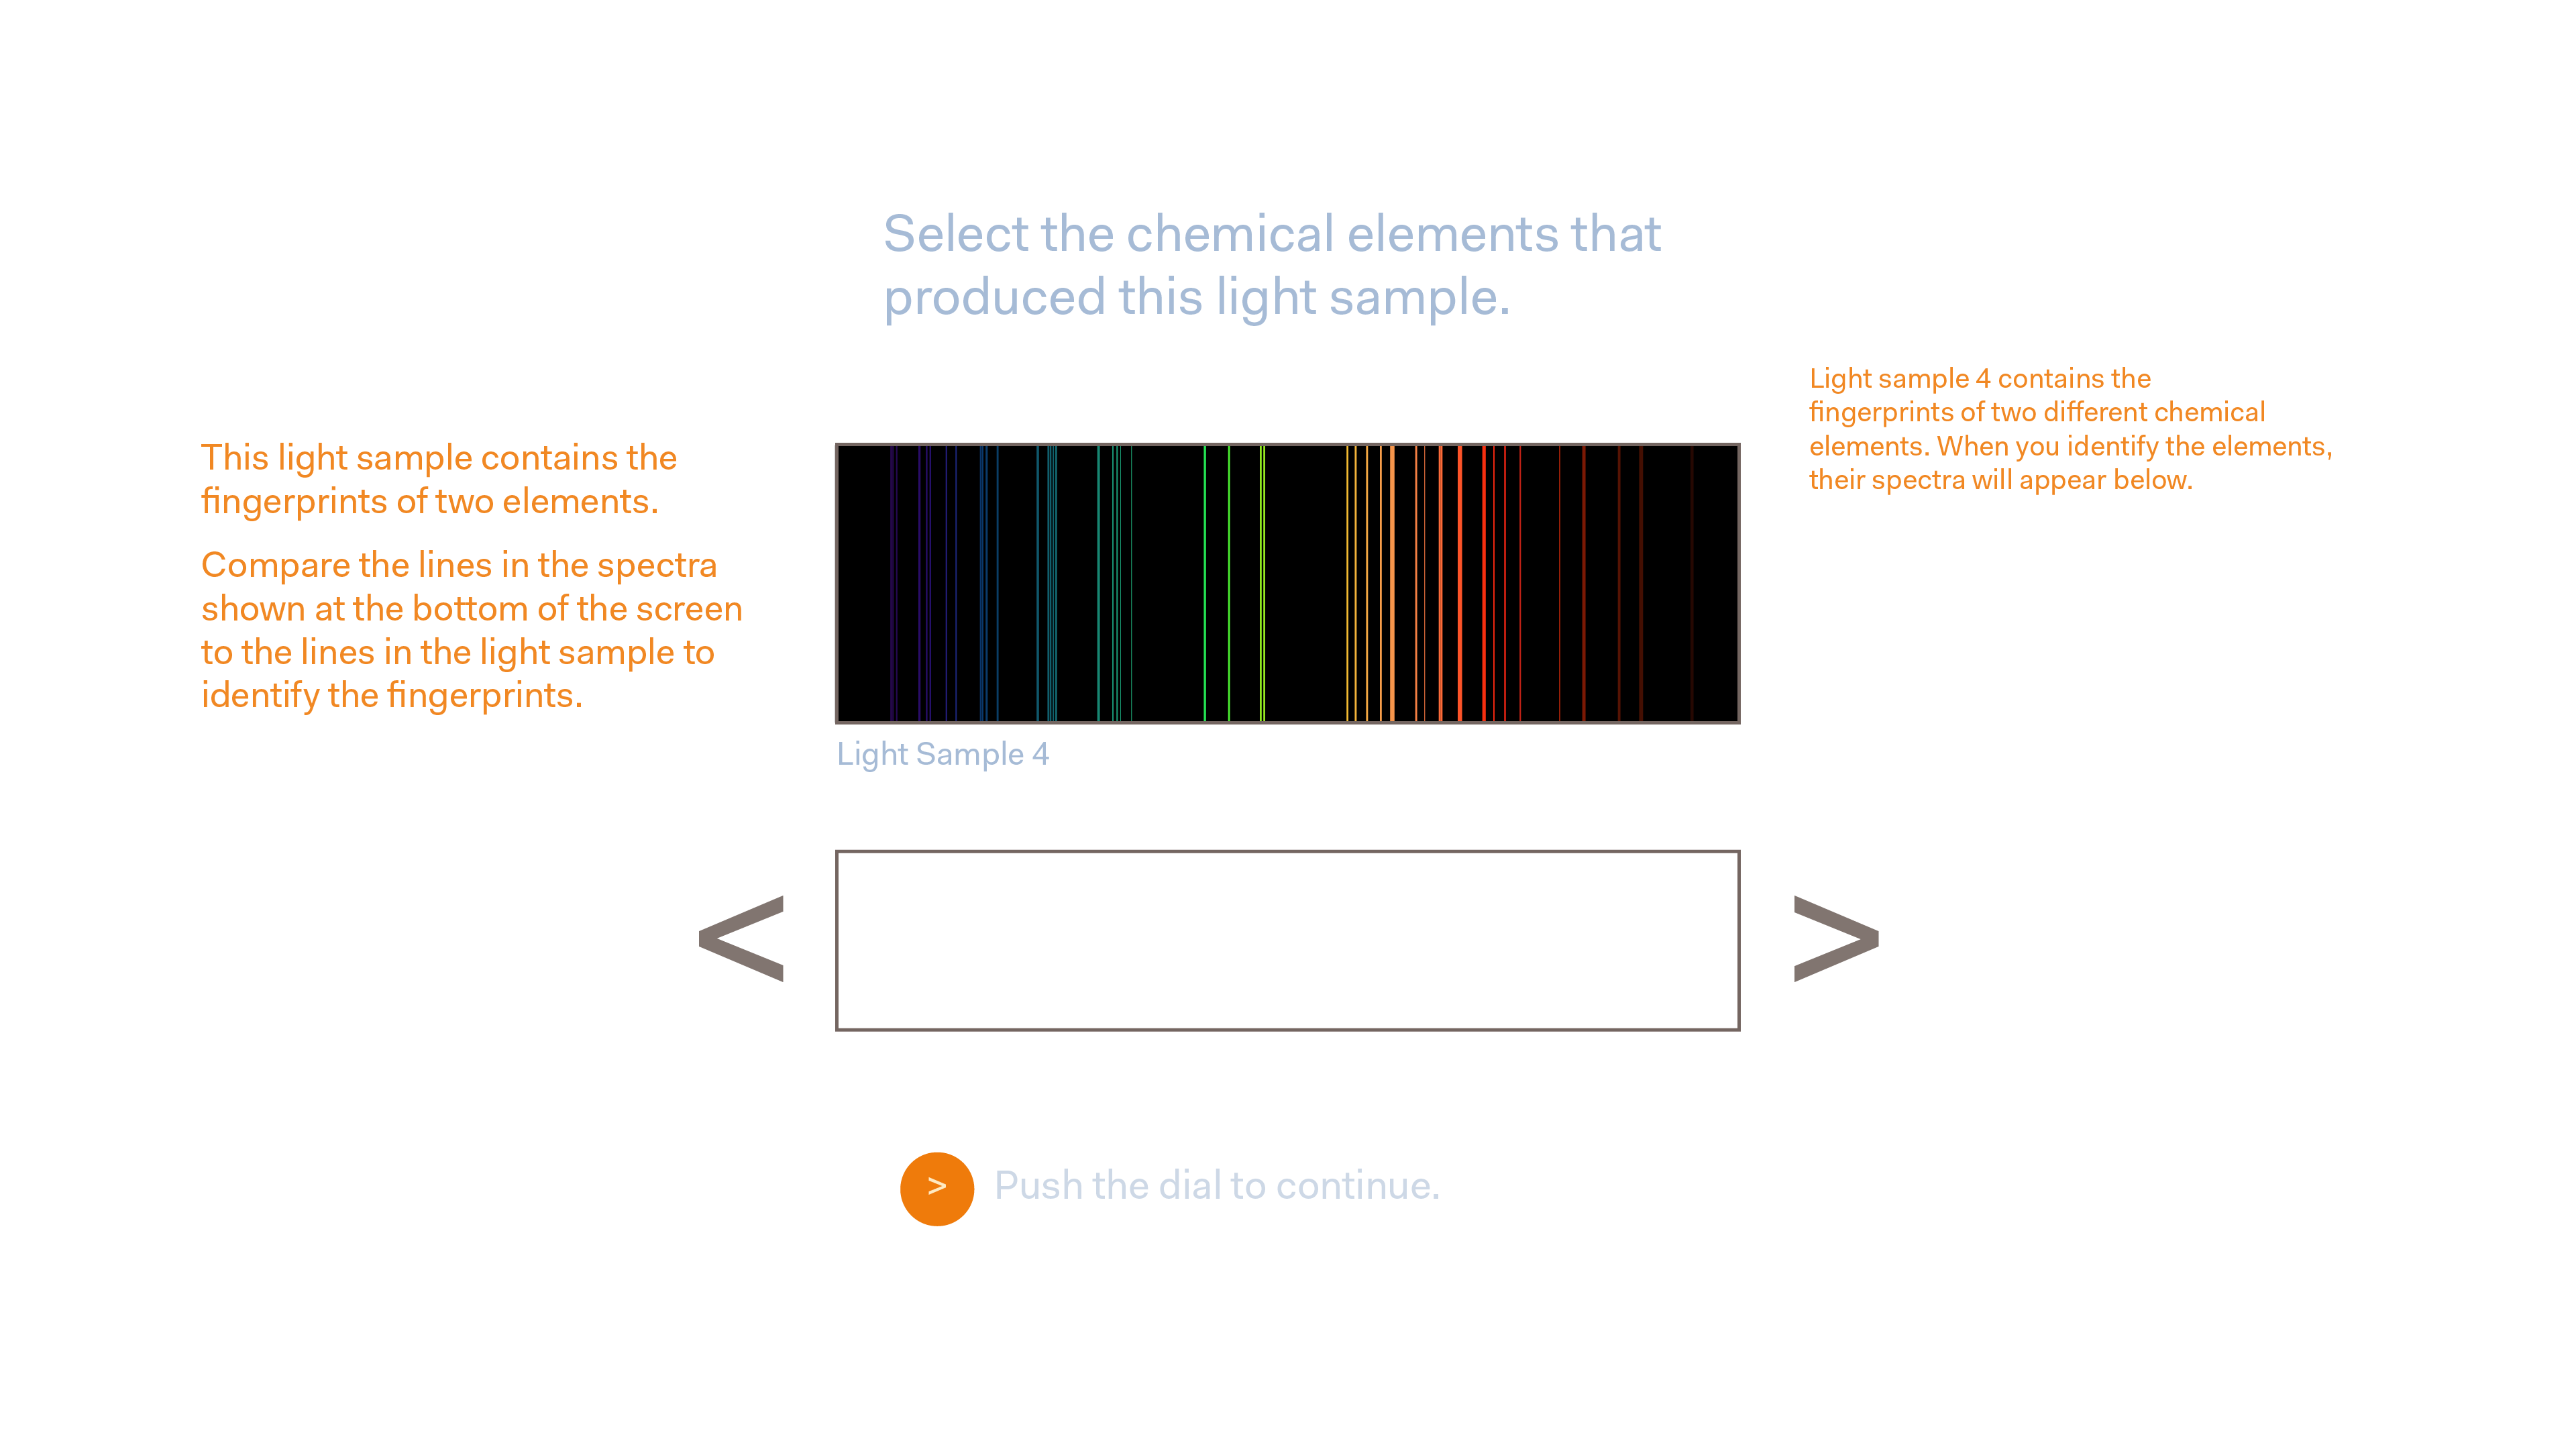 Select the chemical elements that
produced this light sample.
This light sample contains the
fingerprints of two elements.
Compare the lines in the spectra
shown at the bottom of the screen
to the lines in the light sample to
identify the fingerprints.
Light sample 4 contains the
fingerprints of two different chemical
elements. When you identify the elements,
their spectra will appear below.
Light Sample 4
< >
> Push the dial to continue.